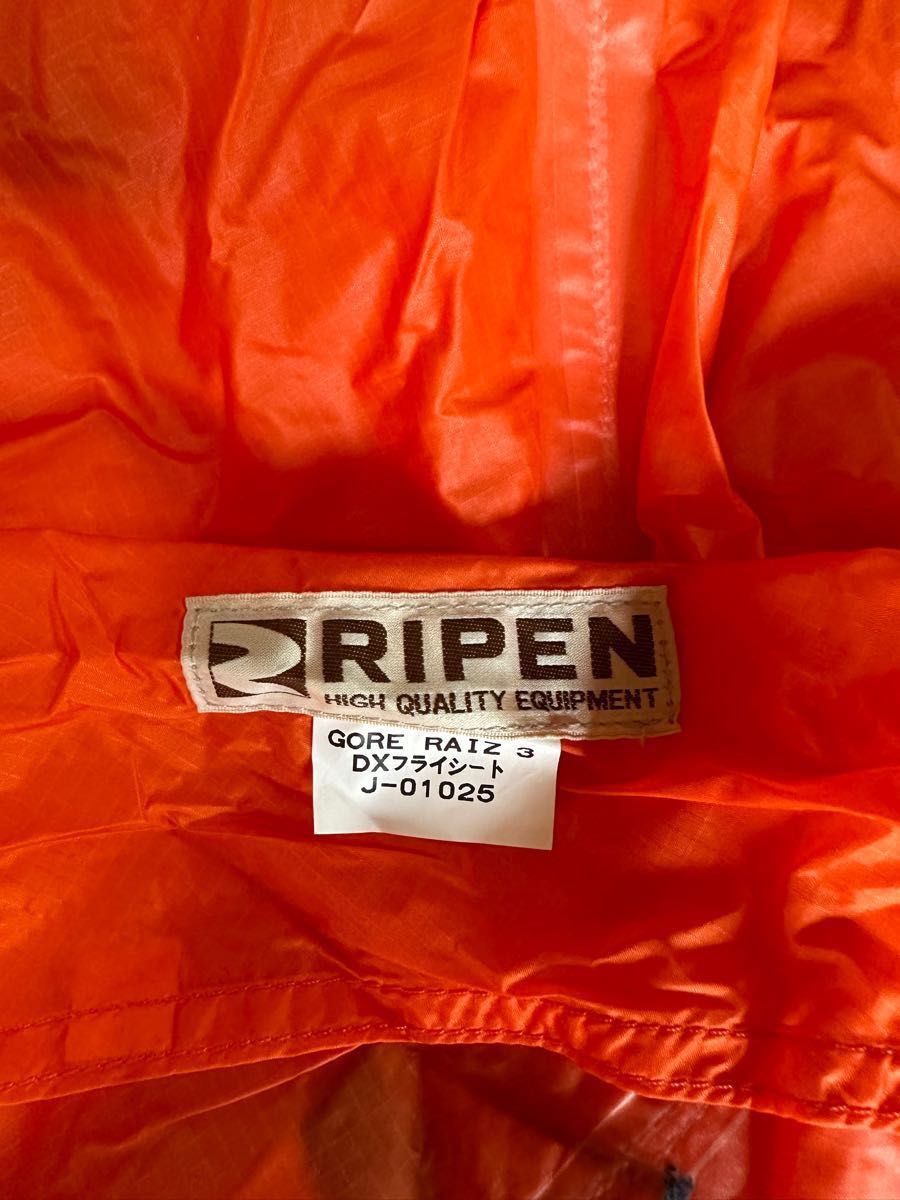 RIPEN
HIGH QUALITY EQUIPMENT
GORE RAIZ 3
DXフライシート
J-01025